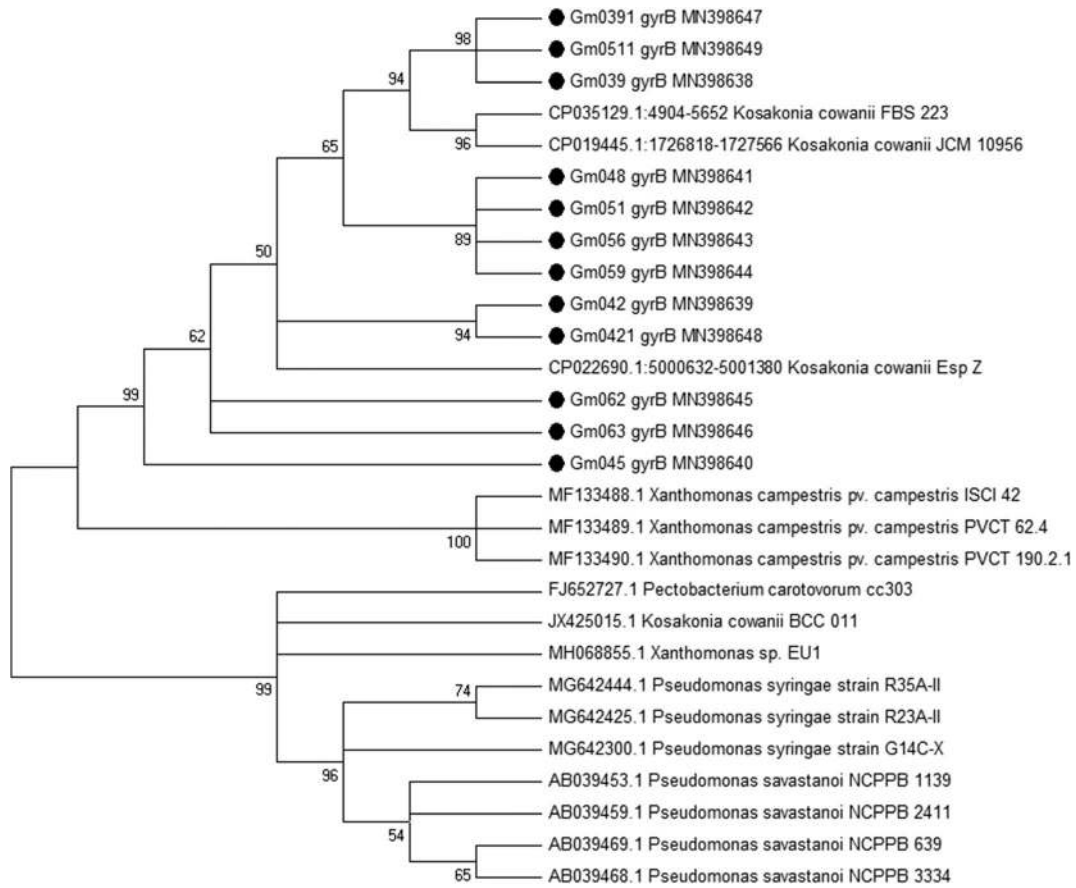 Gm0391 gyrB MN398647
98
Gm0511 gyrB MN398649
94
Gm039 gyrB MN398638
CP035129.1:4904-5652 Kosakonia cowanii FBS 223
65
96
CP019445.1:1726818-1727566 Kosakonia cowanii JCM 10956
Gm048 gyrB MN398641
Gm051 gyrB MN398642
89
Gm056 gyrB MN398643
50
Gm059 gyrB MN398644
Gm042 gyrB MN398639
62
94
Gm0421 gyrB MN398648
CP022690.1:5000632-5001380 Kosakonia cowanii Esp Z
99
Gm062 gyrB MN398645
Gm063 gyrB MN398646
Gm045 gyrB MN398640
MF133488.1 Xanthomonas campestris pv. campestris ISCI 42
MF133489.1 Xanthomonas campestris pv. campestris PVCT 62.4
100
MF133490.1 Xanthomonas campestris pv. campestris PVCT 190.2.1
FJ652727.1 Pectobacterium carotovorum cc303
JX425015.1 Kosakonia cowanii BCC 011
MH068855.1 Xanthomonas sp. EU1
99
74
MG642444.1 Pseudomonas syringae strain R35A-II
MG642425.1 Pseudomonas syringae strain R23A-II
MG642300.1 Pseudomonas syringae strain G14C-X
96
AB039453.1 Pseudomonas savastanoi NCPPB 1139
AB039459.1 Pseudomonas savastanoi NCPPB 2411
54
AB039469.1 Pseudomonas savastanoi NCPPB 639
65
AB039468.1 Pseudomonas savastanoi NCPPB 3334